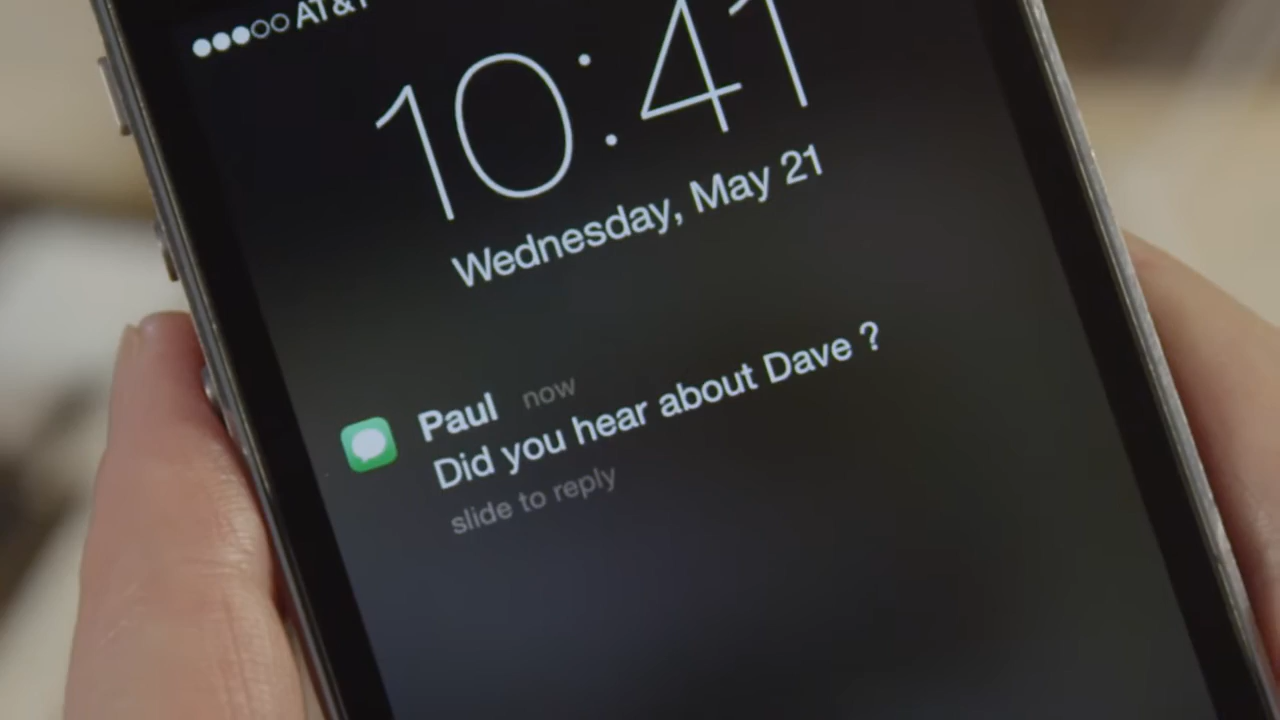 AT&T
10:41
Wednesday, May 21
Paul now
Did you hear about Dave ?
slide to reply